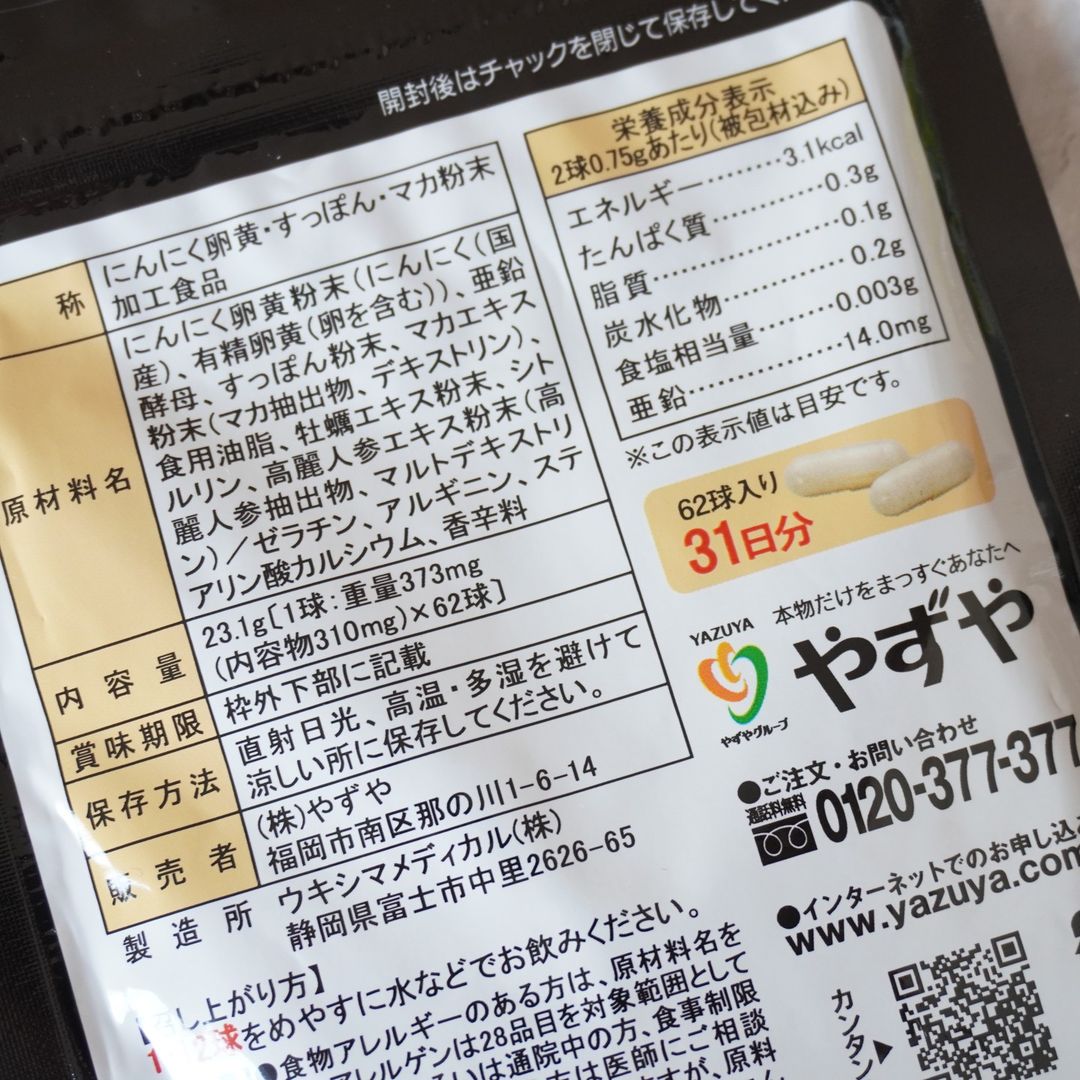 開封後はチャックを閉じて保存して
称
にんにく卵黄・すっぽん・マカ粉末
加工食品
原材料名
にんにく卵黄粉末(にんにく(国
産)、有精卵黄(卵を含む))、亜鉛
酵母、すっぽん粉末、マカエキス
粉末(マカ抽出物、デキストリン)、
食用油脂、牡蠣エキス粉末、シト
ルリン、高麗人参エキス粉末(高
麗人参抽出物、マルトデキストリ
ン)/ゼラチン、アルギニン、ステ
アリン酸カルシウム、香辛料
内容量
23.1g[1球:重量373mg
(内容物310mg)×62球]
賞味期限
枠外下部に記載
保存方法
直射日光、高温・多湿を避けて
涼しい所に保存してください。
販売者
(株)やずや
福岡市南区那の川1-6-14
製造所
ウキシマメディカル(株)
静岡県富士市中里2626-65
し上がり方】
2球をめやすに水などでお飲みください。
●食物アレルギーのある方は、原材料名を
アレルゲンは28品目を対象範囲として
るいは通院中の方、食事制限
は医師にご相談
すが、原料
栄養成分表示
2球0.75gあたり(被包材込み)
エネルギー………3.1kcal
たんぱく質…………0.3g
脂質…………………0.1g
炭水化物……………0.2g
食塩相当量………0.003g
亜鉛………………14.0mg
※この表示値は目安です。
62球入り
31日分
本物だけをまっすぐあなたへ
YAZUYA
やずや
やずやグループ
●ご注文・お問い合わせ
通話料無料
0120-377-377
●インターネットでのお申し込
www.yazuya.com
カンタン